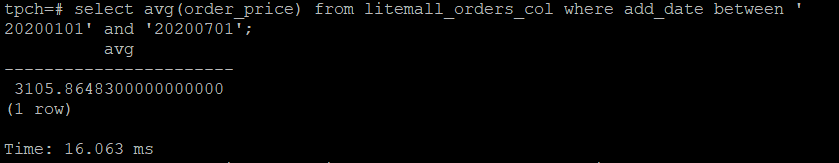 tpch=# select avg(order_price) from litemall_orders_col where add_date between '
20200101' and '20200701';
avg
-----------------------
3105.8648300000000000
(1 row)
Time: 16.063 ms